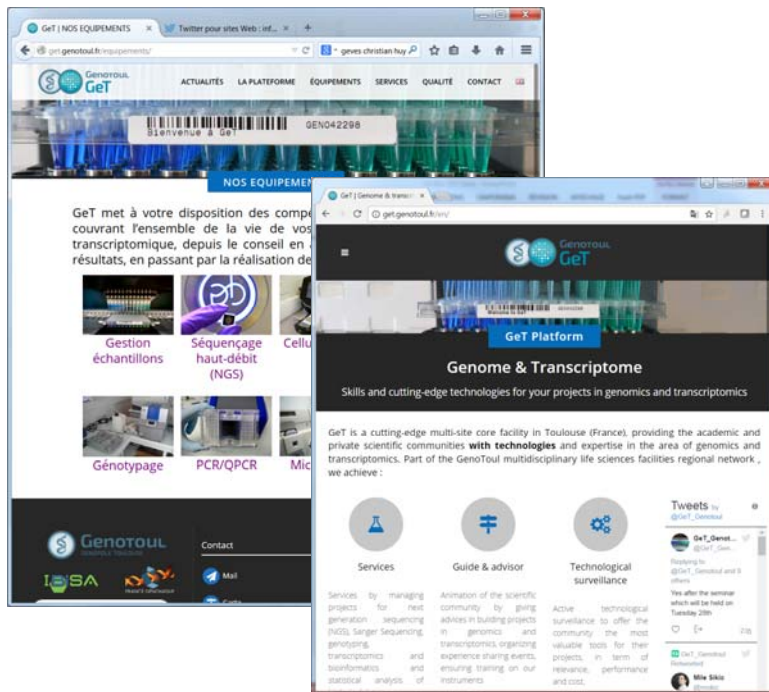 GeT | NOS EQUIPEMENTS
Twitter pour sites Web : inf...
get.genotoul.fr/equipements/
geves christian huy
GENOTOUL
GeT
ACTUALITÉS LA PLATEFORME ÉQUIPEMENTS SERVICES QUALITÉ CONTACT
Bienvenue à GeT
GEN042298
NOS EQUIPEME
GeT met à votre disposition des compé
couvrant l'ensemble de la vie de vos
transcriptomique, depuis le conseil en
résultats, en passant par la réalisation de
Gestion
échantillons
Séquençage
haut-débit
(NGS)
Cellu
Génotypage
PCR/QPCR
Mic
GENOTOUL
Contact
Mail
GeT | Genome & transcri
get.genotoul.fr/en/
GENOTOUL
GeT
Welcome to GeT
GeT Platform
Genome & Transcriptome
Skills and cutting-edge technologies for your projects in genomics and transcriptomics
GeT is a cutting-edge multi-site core facility in Toulouse (France), providing the academic and
private scientific communities with technologies and expertise in the area of genomics and
transcriptomics. Part of the GenoToul multidisciplinary life sciences facilities regional network ,
we achieve :
Services
Services by managing
projects for next
generation sequencing
(NGS), Sanger Sequencing,
genotyping,
transcriptomics and
bioinformatics and
statistical analysis of
Guide & advisor
Animation of the scientific
community by giving
advices in building projects
in genomics and
transcriptomics, organizing
experience sharing events,
ensuring training on our
instruments
Technological
surveillance
Active technological
surveillance to offer the
community the most
valuable tools for their
projects, in term of
relevance, performance
and cost.
Tweets by
@GeT_Genotoul
GeT_Genot...
@GeT_Gen...
Replying to
@GeT_Genotoul and 9
others
Yes after the seminar
which will be held on
Tuesday 28th
GeT_Genotoul
Retweeted
Mile Sikic